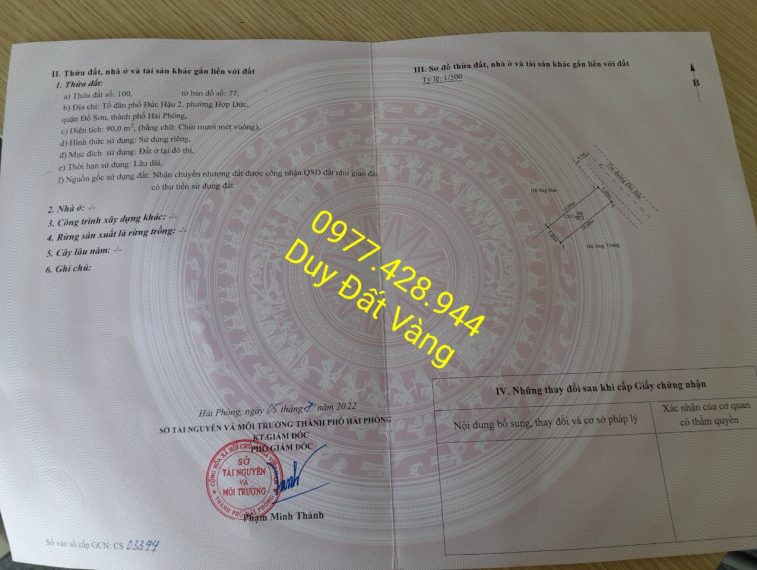 II. Thửa đất, nhà ở và tài sản khác gắn liền với đất
1. Thửa đất:
a) Thửa đất số: 100, tờ bản đồ số: 77,
b) Địa chỉ: Tổ dân phố Đức Hậu 2, phường Hợp Đức,
quận Đồ Sơn, thành phố Hải Phòng,
c) Diện tích: 90,0 m², (bằng chữ: Chín mươi mét vuông),
d) Hình thức sử dụng: Sử dụng riêng,
đ) Mục đích sử dụng: Đất ở tại đô thị,
e) Thời hạn sử dụng: Lâu dài,
f) Nguồn gốc sử dụng đất: Nhận chuyển nhượng đất được công nhận QSD đất như giao đất
có thu tiền sử dụng đất.
2. Nhà ở: -/-
3. Công trình xây dựng khác: -/-
4. Rừng sản xuất là rừng trồng: -/-
5. Cây lâu năm: -/-
6. Ghi chú:
Hải Phòng, ngày 05 tháng 7 năm 2022
SỞ TÀI NGUYÊN VÀ MÔI TRƯỜNG THÀNH PHỐ HẢI PHÒNG
KT.GIÁM ĐỐC
PHÓ GIÁM ĐỐC
SỞ
TÀI NGUYÊN
VÀ
MÔI TRƯỜNG
Phạm Minh Thành
Số vào sổ cấp GCN: CS 03344
III. Sơ đồ thửa đất, nhà ở và tài sản khác gắn liền với đất
Tỷ lệ: 1/500
B
Hộ ông Trung
0977.428.944
Duy Đất Vàng
IV. Những thay đổi sau khi cấp Giấy chứng nhận
Nội dung bổ sung, thay đổi và cơ sở pháp lý
Xác nhận của cơ quan
có thẩm quyền